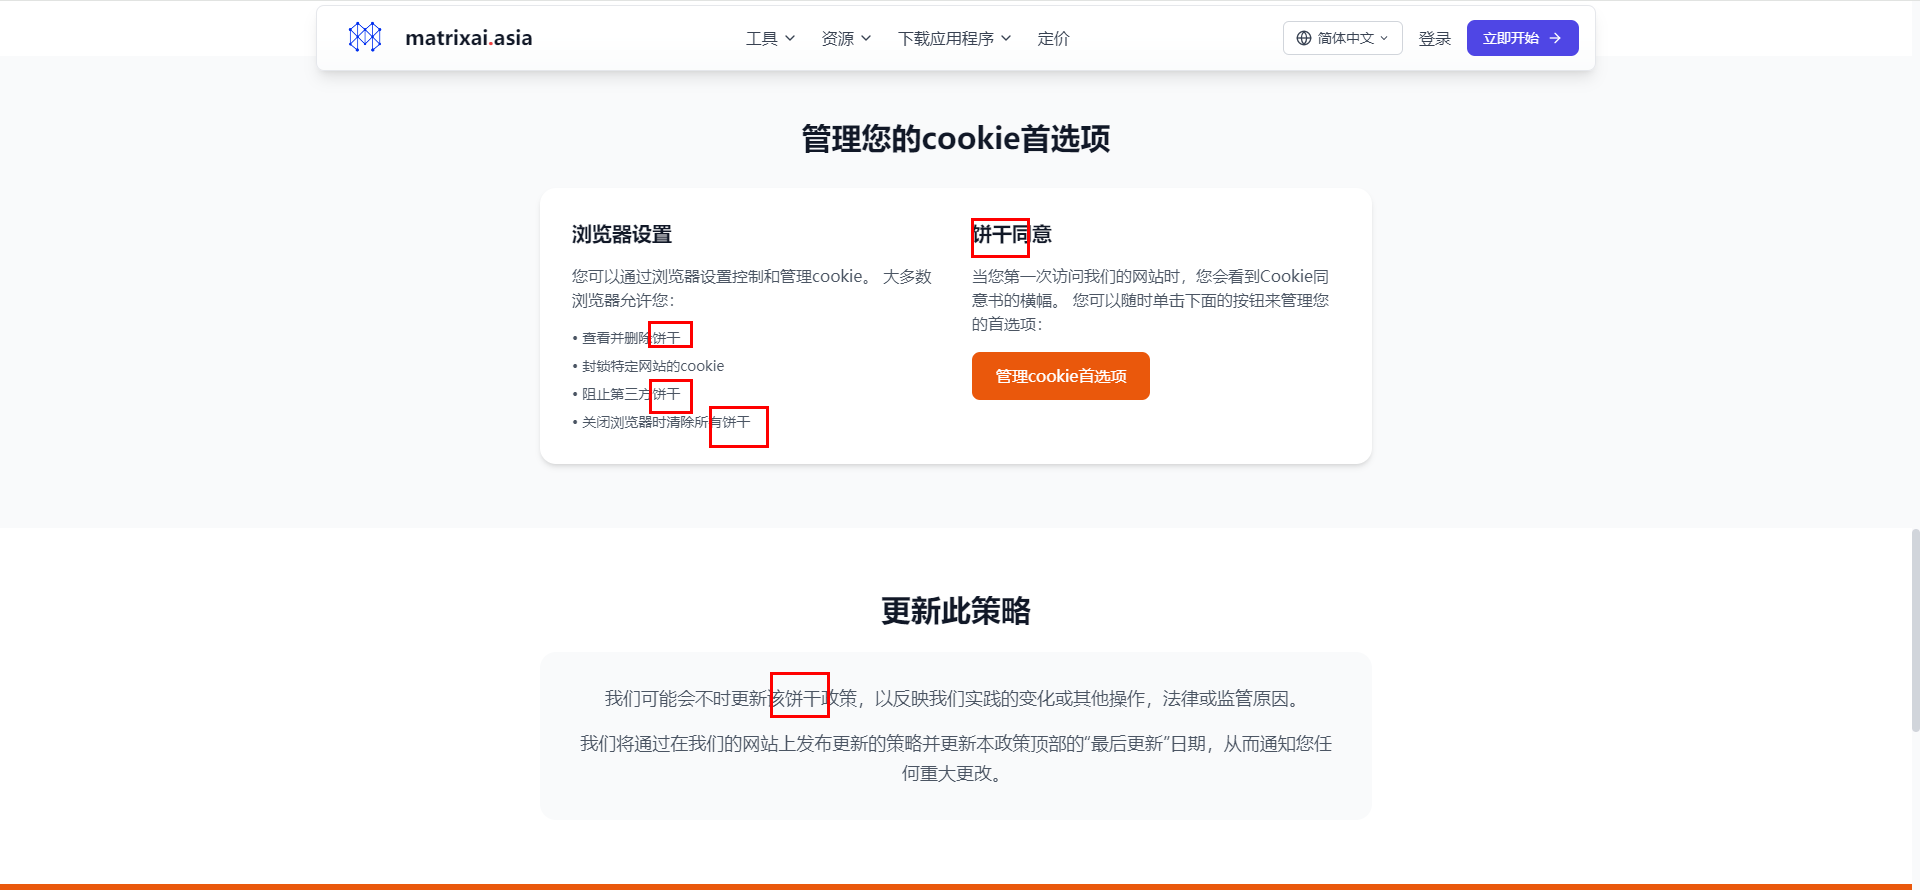 matrixai.asia
工具
资源
下载应用程序
定价
简体中文
登录
立即开始
管理您的cookie首选项
浏览器设置
您可以通过浏览器设置控制和管理cookie。 大多数
浏览器允许您：
• 查看并删除饼干
• 封锁特定网站的cookie
• 阻止第三方饼干
• 关闭浏览器时清除所有饼干
饼干同意
当您第一次访问我们的网站时，您会看到Cookie同
意书的横幅。 您可以随时单击下面的按钮来管理您
的首选项：
管理cookie首选项
更新此策略
我们可能会不时更新该饼干政策，以反映我们实践的变化或其他操作，法律或监管原因。
我们将通过在我们的网站上发布更新的策略并更新本政策顶部的“最后更新”日期，从而通知您任
何重大更改。